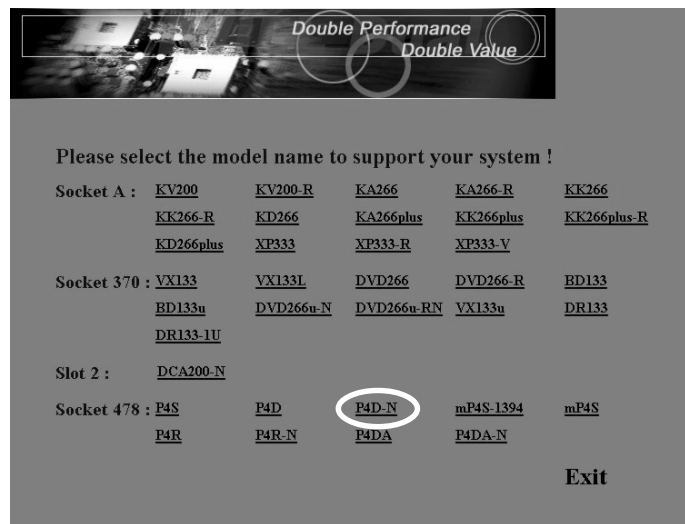 Double Performance
Double Value
Please select the model name to support your system !
Socket A : KV200 KV200-R KA266 KA266-R KK266
KK266-R KD266 KA266plus KK266plus KK266plus-R
KD266plus XP333 XP333-R XP333-V
Socket 370 : VX133 VX133L DVD266 DVD266-R BD133
BD133u DVD266u-N DVD266u-RN VX133u DR133
DR133-1U
Slot 2 : DCA200-N
Socket 478 : P4S P4D P4D-N mP4S-1394 mP4S
P4R P4R-N P4DA P4DA-N
Exit